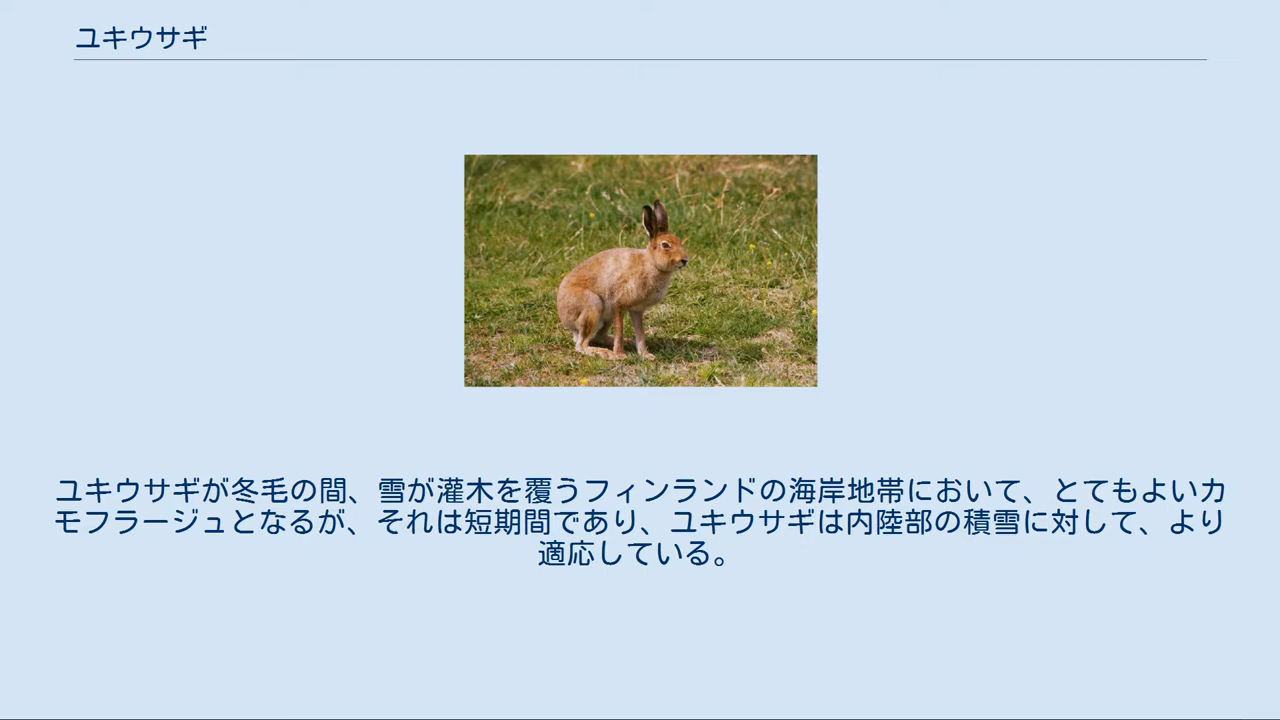 ユキウサギ
ユキウサギが冬毛の間、雪が灌木を覆うフィンランドの海岸地帯において、とてもよいカ
モフラージュとなるが、それは短期間であり、ユキウサギは内陸部の積雪に対して、より
適応している。